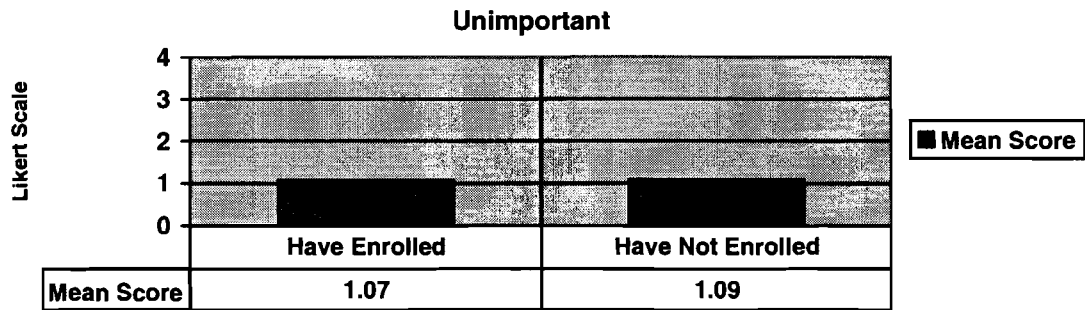 Unimportant
Likert Scale
4
3
2
1
0
Mean Score
Have Enrolled Have Not Enrolled
Mean Score 1.07 1.09